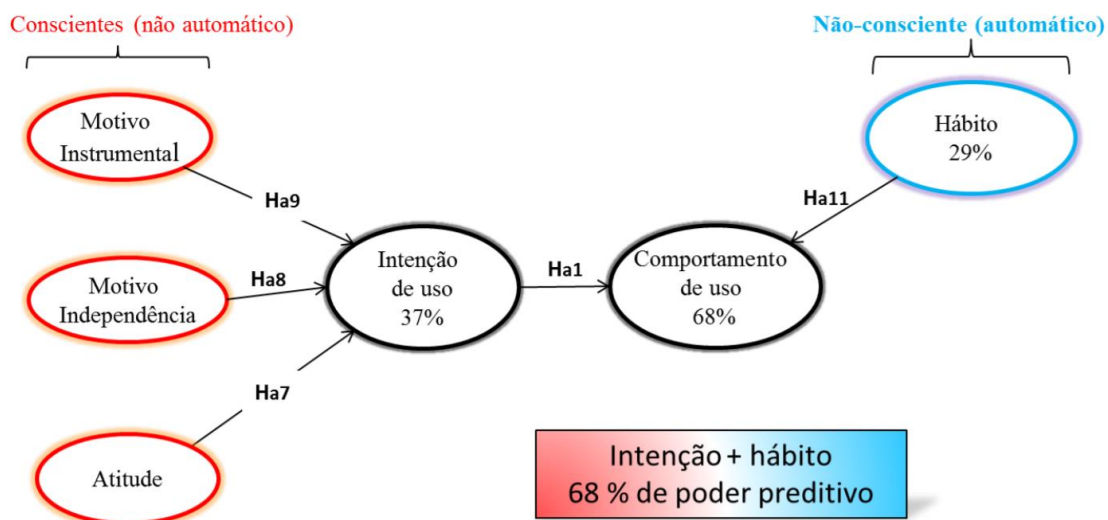 Conscientes (não automático)
Não-consciente (automático)
Motivo
Instrumental
Hábito
29%
Ha9
Ha11
Motivo
Independência
Ha8
Intenção
de uso
37%
Ha1
Comportamento
de uso
68%
Ha7
Atitude
Intenção + hábito
68 % de poder preditivo